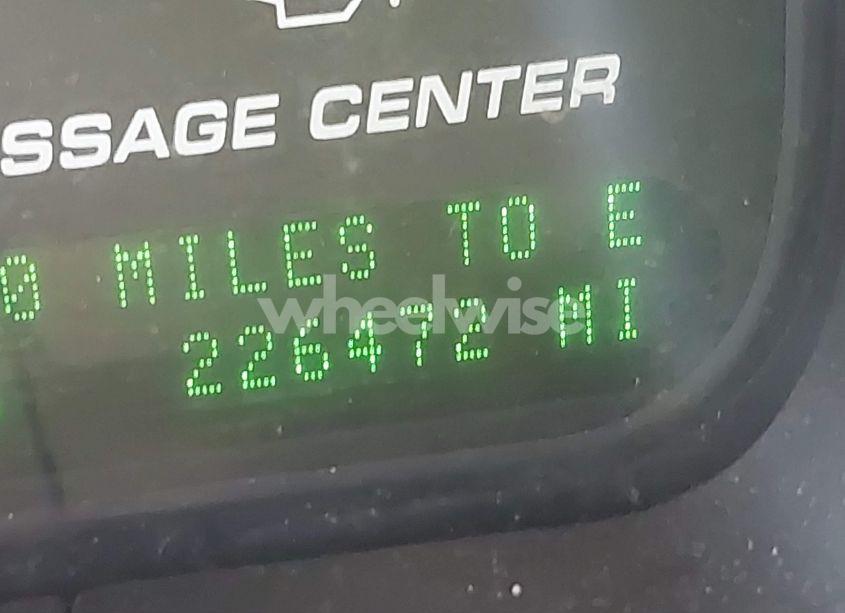 SSAGE CENTER
0 MILES TO E
226472 MI
wheelwise